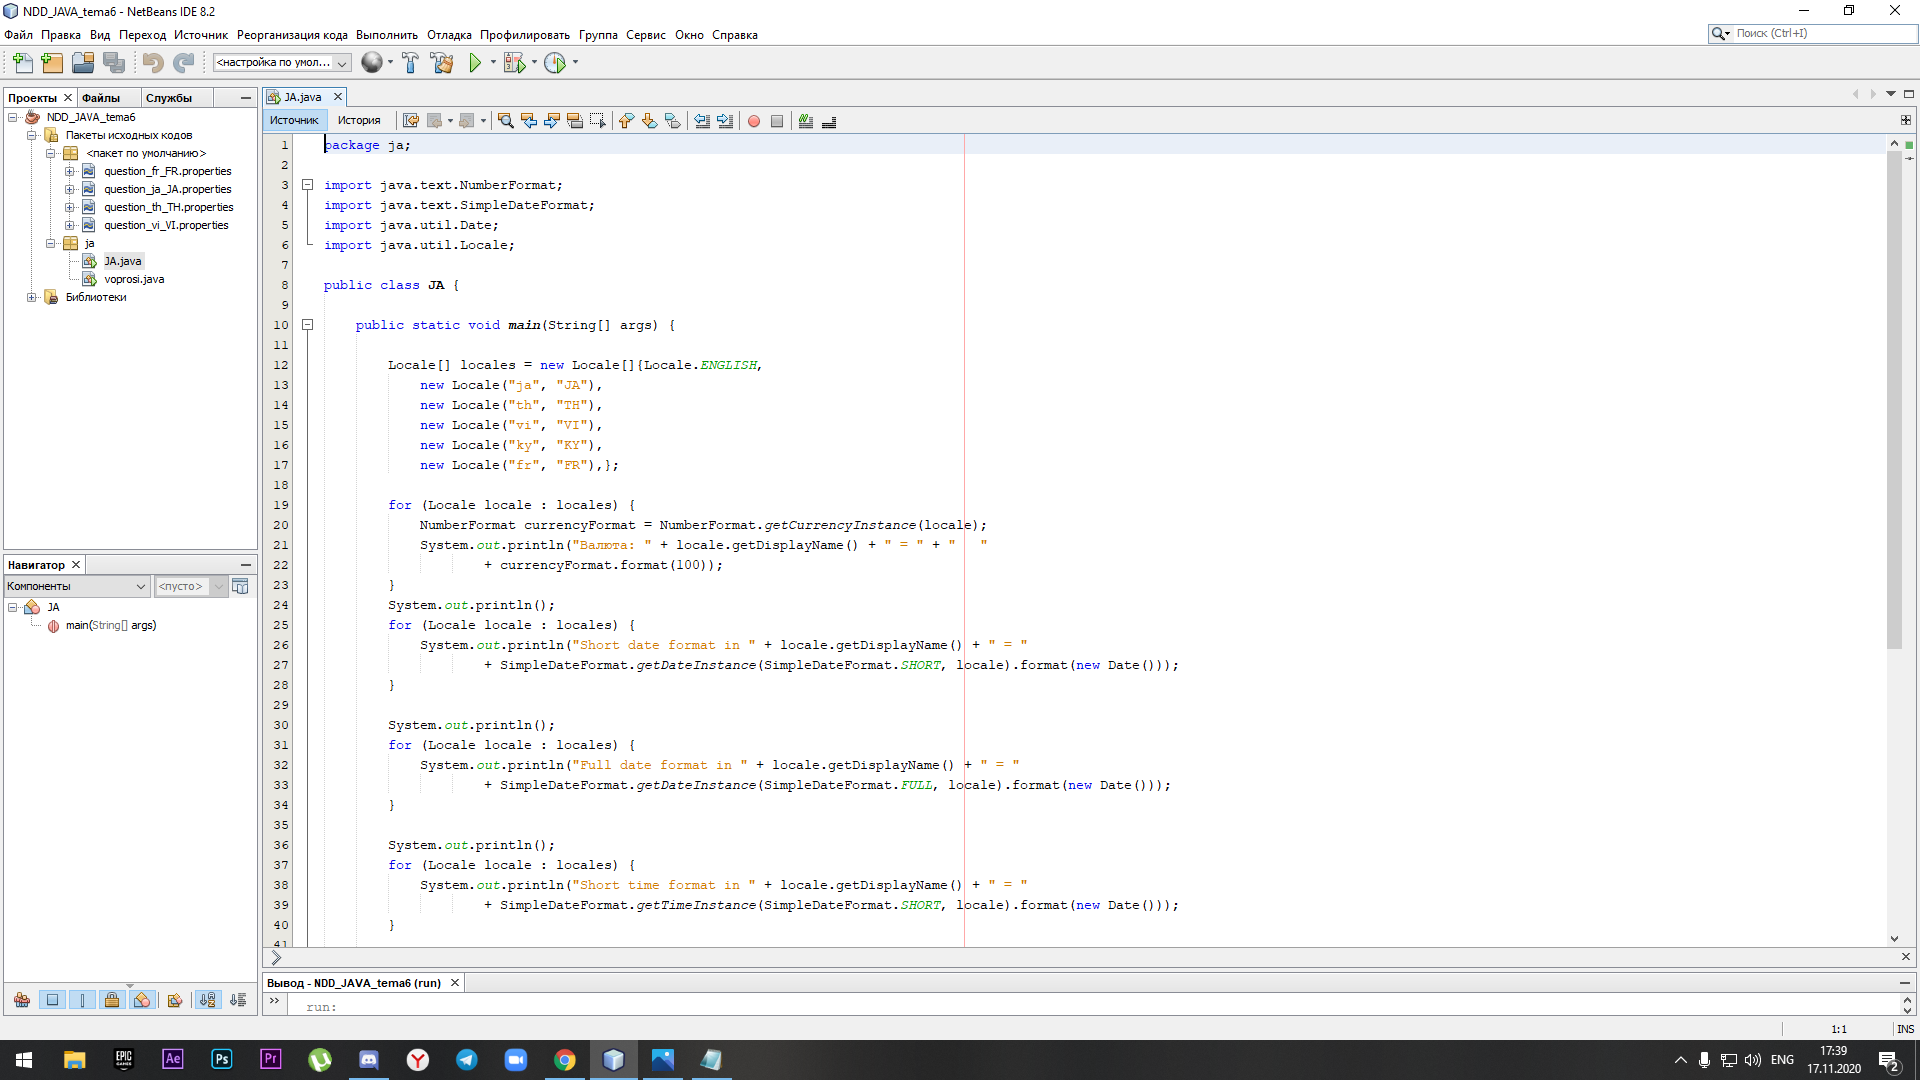 NDD_JAVA_tema6 - NetBeans IDE 8.2
Файл Правка Вид Переход Источник Реорганизация кода Выполнить Отладка Профилировать Группа Сервис Окно Справка
Поиск (Ctrl+I)
<настройка по умол...
Проекты Файлы Службы
NDD_JAVA_tema6
Пакеты исходных кодов
<пакет по умолчанию>
question_fr_FR.properties
question_ja_JA.properties
question_th_TH.properties
question_vi_VI.properties
ja
JA.java
voprosi.java
Библиотеки
Навигатор
Компоненты <пусто>
JA
main(String[] args)
JA.java
Источник История
1 package ja;
2
3 import java.text.NumberFormat;
4 import java.text.SimpleDateFormat;
5 import java.util.Date;
6 import java.util.Locale;
7
8 public class JA {
9
10 public static void main(String[] args) {
11
12 Locale[] locales = new Locale[]{Locale.ENGLISH,
13 new Locale("ja", "JA"),
14 new Locale("th", "TH"),
15 new Locale("vi", "VI"),
16 new Locale("ky", "KY"),
17 new Locale("fr", "FR"),};
18
19 for (Locale locale : locales) {
20 NumberFormat currencyFormat = NumberFormat.getCurrencyInstance(locale);
21 System.out.println("Валюта: " + locale.getDisplayName() + " = " + "   "
22 + currencyFormat.format(100));
23 }
24 System.out.println();
25 for (Locale locale : locales) {
26 System.out.println("Short date format in " + locale.getDisplayName() + " = "
27 + SimpleDateFormat.getDateInstance(SimpleDateFormat.SHORT, locale).format(new Date()));
28 }
29
30 System.out.println();
31 for (Locale locale : locales) {
32 System.out.println("Full date format in " + locale.getDisplayName() + " = "
33 + SimpleDateFormat.getDateInstance(SimpleDateFormat.FULL, locale).format(new Date()));
34 }
35
36 System.out.println();
37 for (Locale locale : locales) {
38 System.out.println("Short time format in " + locale.getDisplayName() + " = "
39 + SimpleDateFormat.getTimeInstance(SimpleDateFormat.SHORT, locale).format(new Date()));
40 }
41
Вывод - NDD_JAVA_tema6 (run)
run:
1:1 INS
EPIC GAMES Ae Ps Pr
ENG
17:39
17.11.2020
2